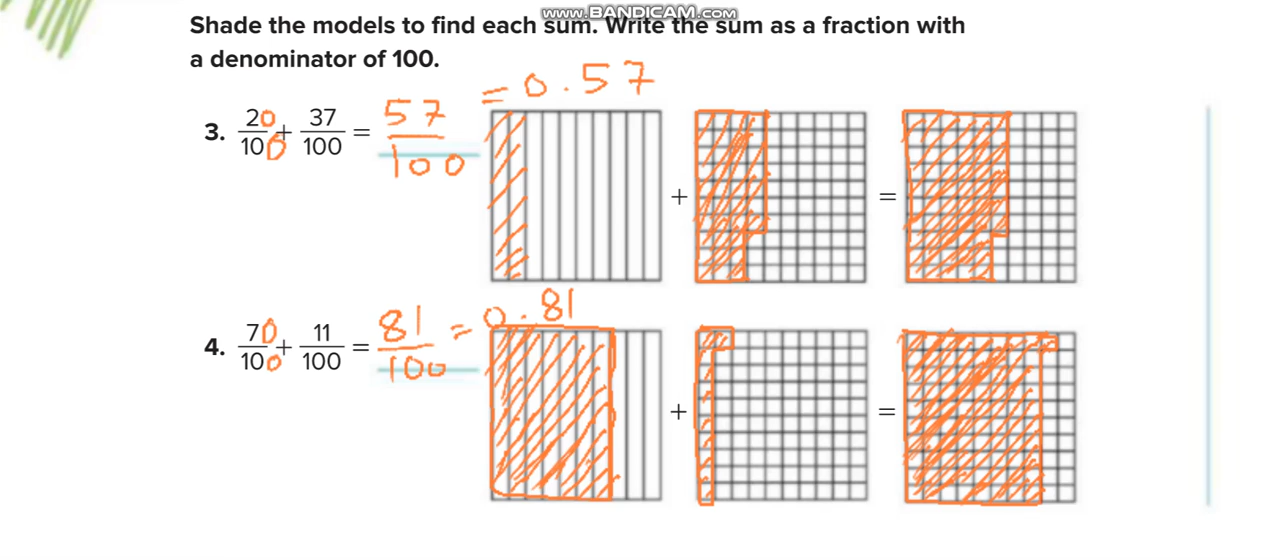 www.BANDICAM.com
Shade the models to find each sum. Write the sum as a fraction with
a denominator of 100.
3. 20/100 + 37/100 = 57/100 = 0.57
+ =
4. 70/100 + 11/100 = 81/100 = 0.81
+ =